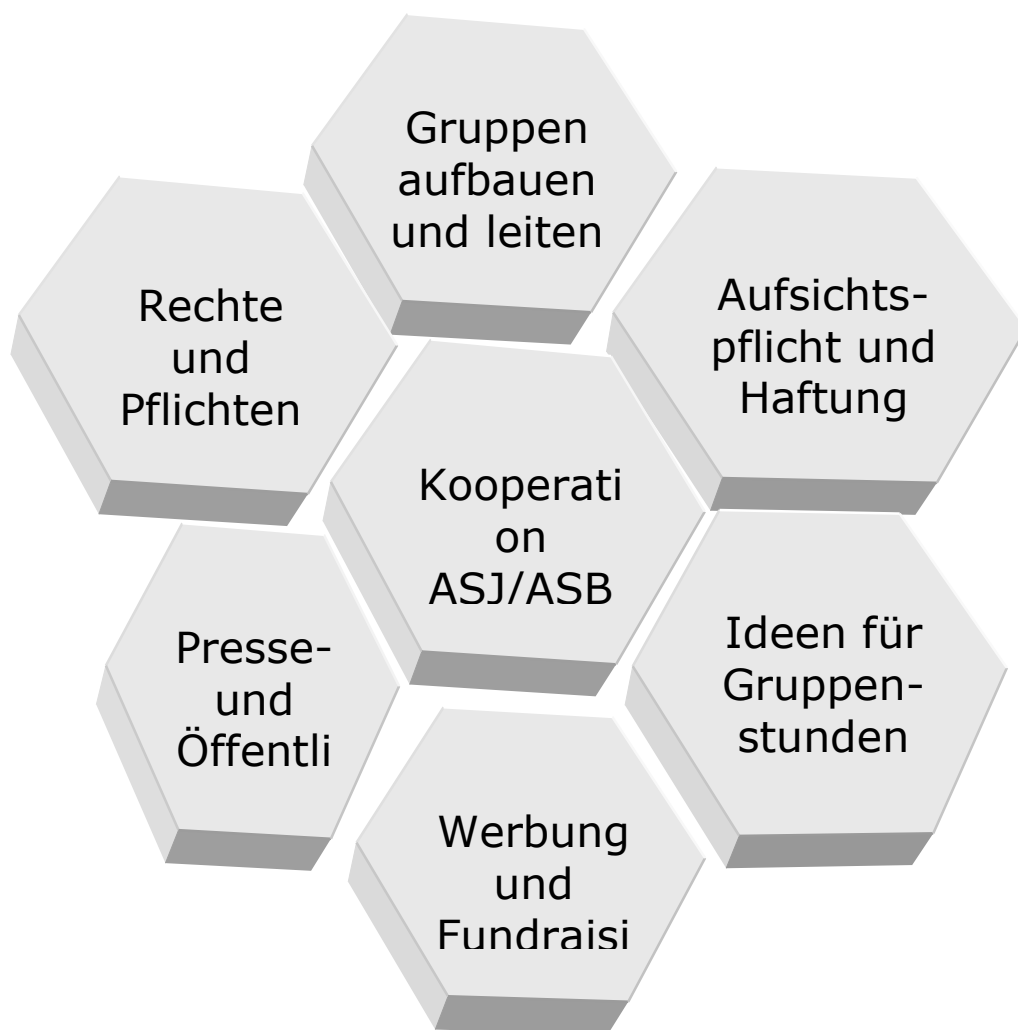 Gruppen
aufbauen
und leiten
Rechte
und
Pflichten
Aufsichts-
pflicht und
Haftung
Kooperati
on
ASJ/ASB
Presse-
und
Öffentli
Ideen für
Gruppen-
stunden
Werbung
und
Fundraisi